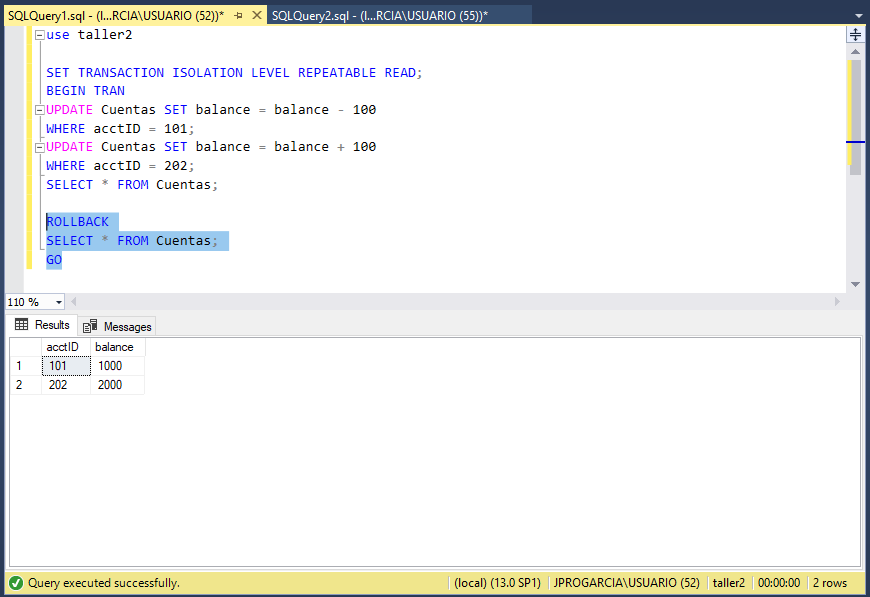 SQLQuery1.sql - (l...RCIA\USUARIO (52))* SQLQuery2.sql - (l...RCIA\USUARIO (55))*
use taller2
SET TRANSACTION ISOLATION LEVEL REPEATABLE READ;
BEGIN TRAN
UPDATE Cuentas SET balance = balance - 100
WHERE acctID = 101;
UPDATE Cuentas SET balance = balance + 100
WHERE acctID = 202;
SELECT * FROM Cuentas;
ROLLBACK
SELECT * FROM Cuentas;
GO
110 %
Results Messages
acctID balance
1 101 1000
2 202 2000
Query executed successfully. (local) (13.0 SP1) JPROGARCIA\USUARIO (52) taller2 00:00:00 2 rows